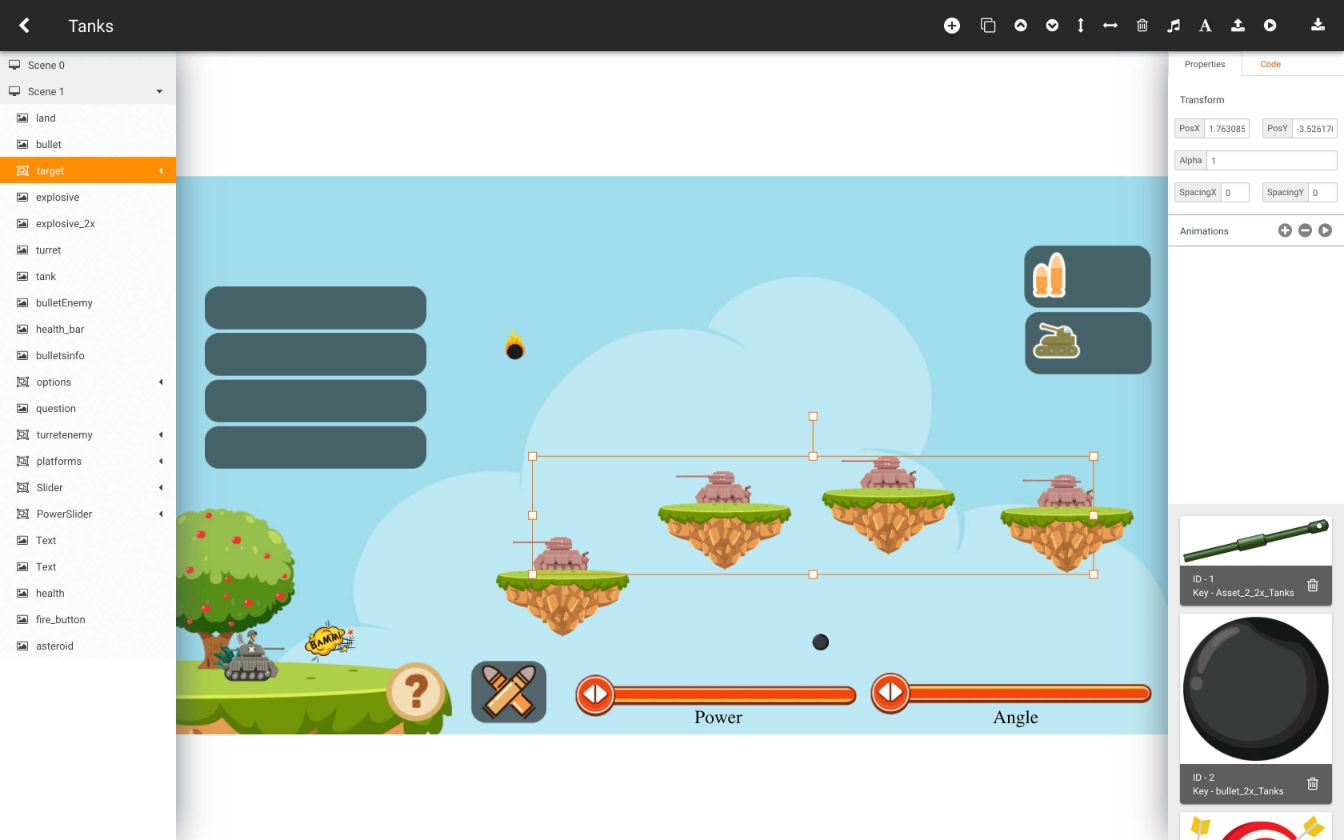 Tanks
A
Scene 0
Scene 1
land
bullet
target
explosive
explosive_2x
turret
tank
bulletEnemy
health_bar
bulletsinfo
options
question
turretenemy
platforms
Slider
PowerSlider
Text
Text
health
fire_button
asteroid
BAMM!
?
Power
Angle
Properties
Code
Transform
PosX 1.763085
PosY -3.52617
Alpha 1
SpacingX 0
SpacingY 0
Animations
ID - 1
Key - Asset_2_2x_Tanks
ID - 2
Key - bullet_2x_Tanks